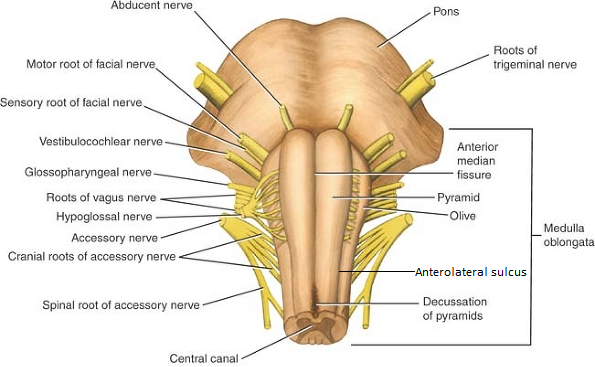 Abducent nerve
Pons
Roots of
trigeminal nerve
Motor root of facial nerve
Sensory root of facial nerve
Vestibulocochlear nerve
Glossopharyngeal nerve
Roots of vagus nerve
Hypoglossal nerve
Accessory nerve
Cranial roots of accessory nerve
Spinal root of accessory nerve
Central canal
Anterior
median
fissure
Pyramid
Olive
Medulla
oblongata
Anterolateral sulcus
Decussation
of pyramids